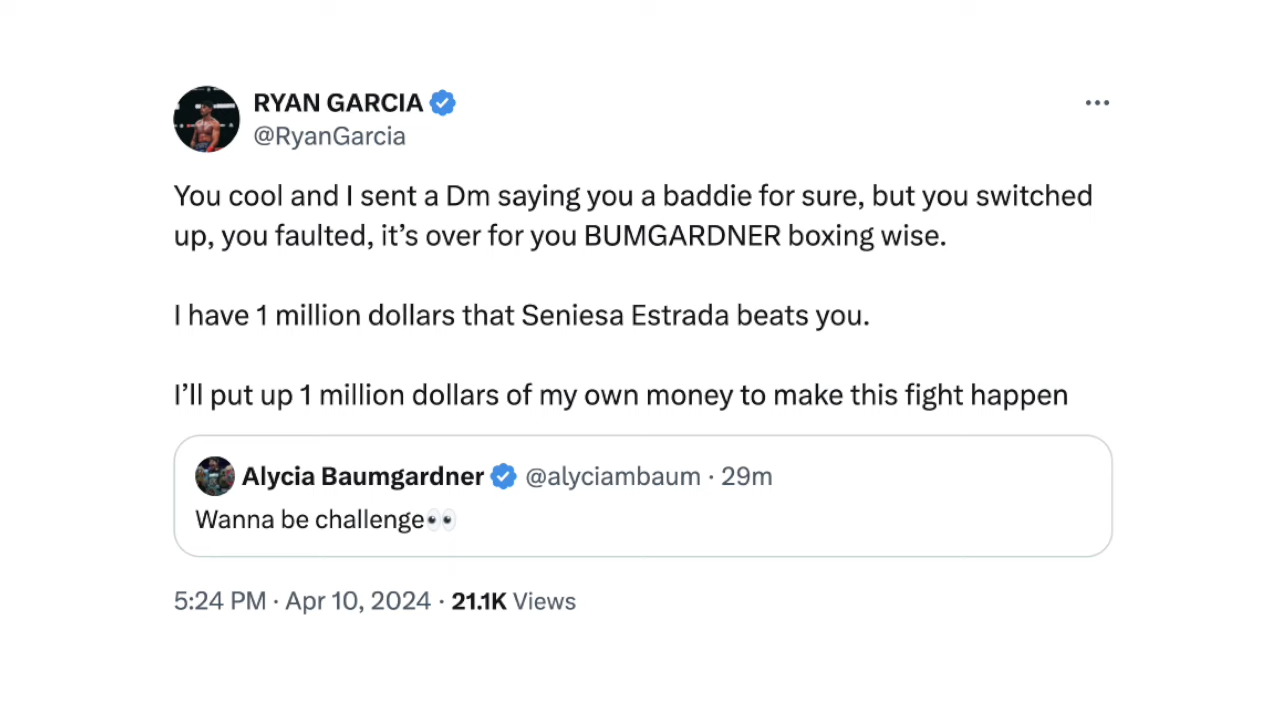 RYAN GARCIA
@RyanGarcia
You cool and I sent a Dm saying you a baddie for sure, but you switched
up, you faulted, it’s over for you BUMGARDNER boxing wise.
I have 1 million dollars that Seniesa Estrada beats you.
I’ll put up 1 million dollars of my own money to make this fight happen
Alycia Baumgardner @alyciambaum · 29m
Wanna be challenge👀
5:24 PM · Apr 10, 2024 · 21.1K Views